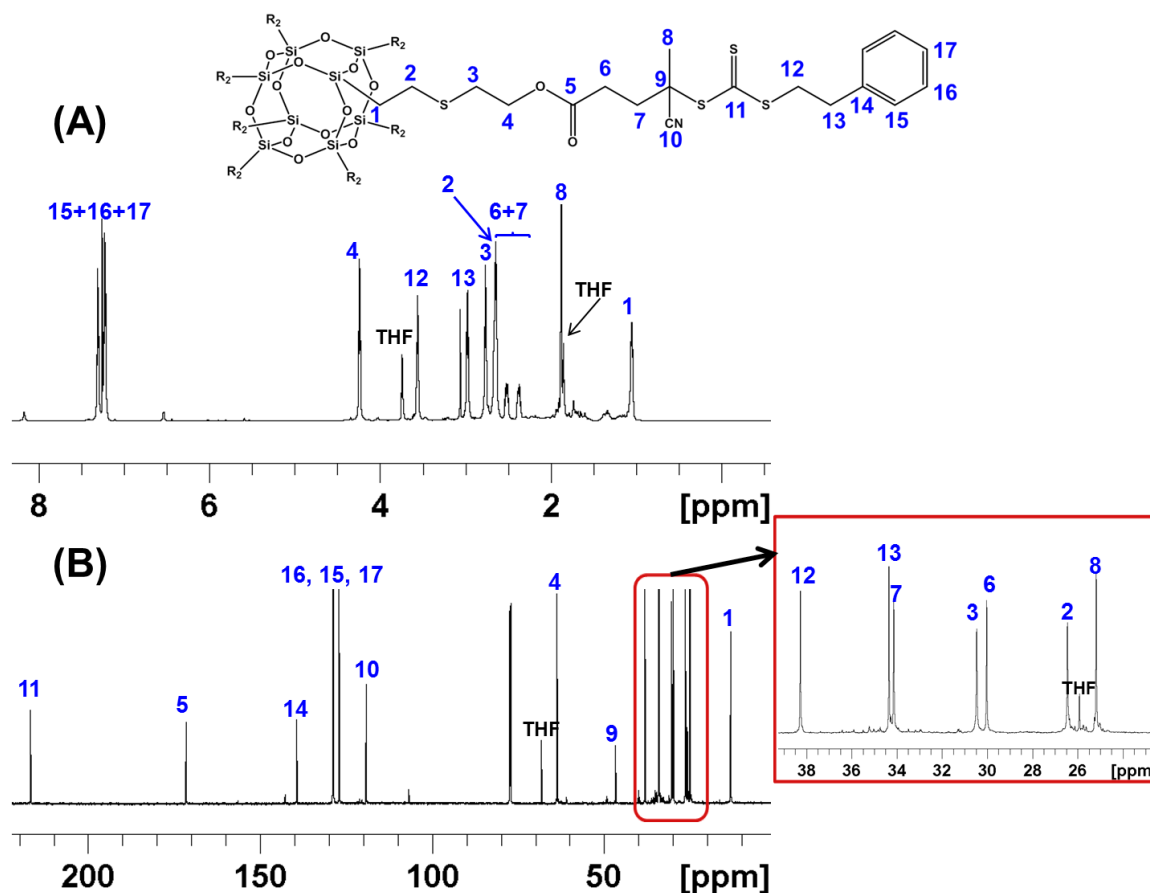 (A)
R2 R2 R2 R2 R2 R2 R2
Si Si Si Si Si Si Si Si
O O O O O O O O O O O O
1 2 S 3 4 O 5 O 6 7 8 9 CN 10 S S 11 S 12 13 14 15 16 17
15+16+17 4 THF 12 13 3 2 6+7 8 THF 1
8 6 4 2 [ppm]
(B)
11 5 14 16, 15, 17 10 THF 4 9 1
200 150 100 50 [ppm]
12 13 7 3 6 2 THF 8
38 36 34 32 30 28 26 [ppm]